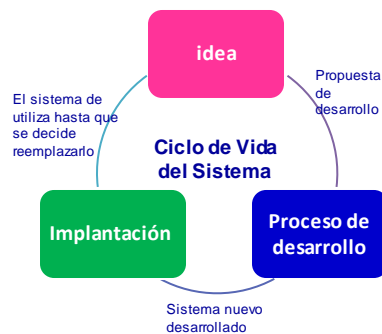 idea
Propuesta
de
desarrollo
El sistema de
utiliza hasta que
se decide
reemplazarlo
Ciclo de Vida
del Sistema
Implantación
Proceso de
desarrollo
Sistema nuevo
desarrollado